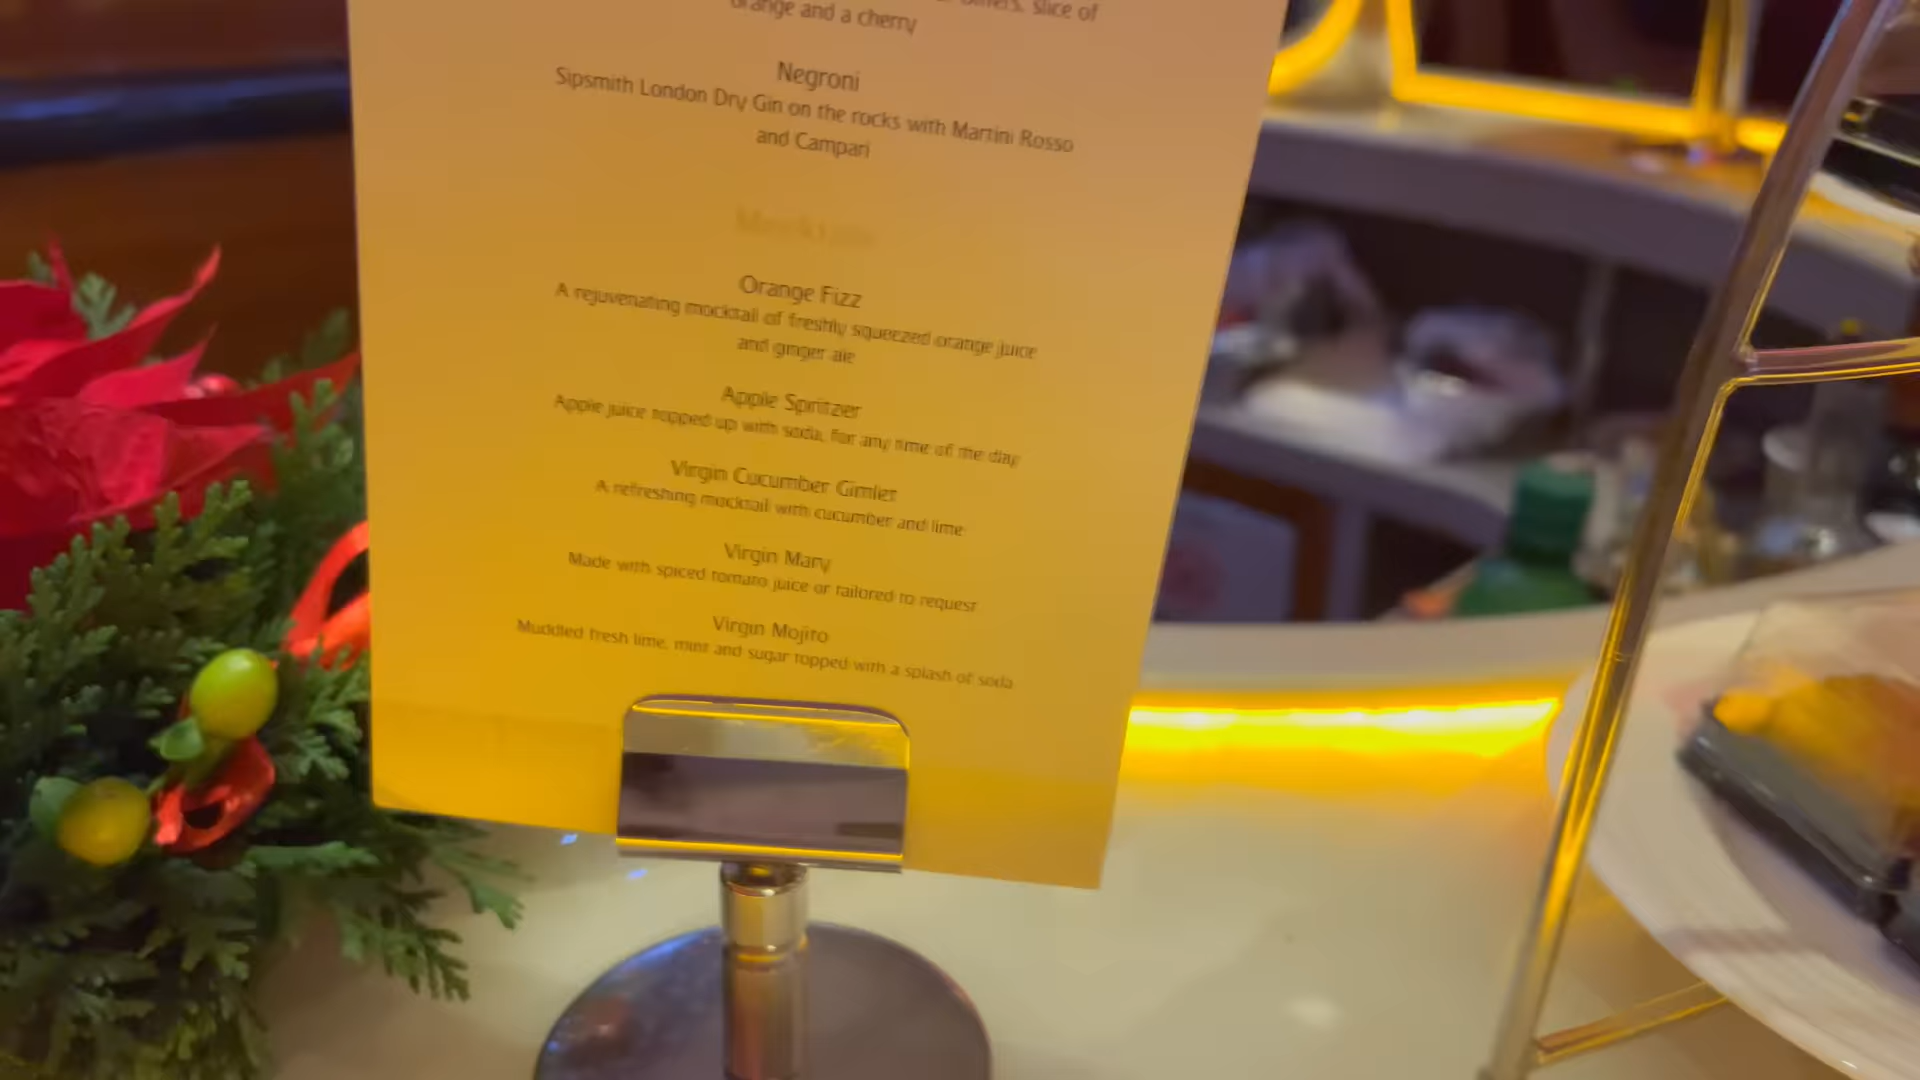 slice of
orange and a cherry
Negroni
Sipsmith London Dry Gin on the rocks with Martini Rosso
and Campari
Mocktails
Orange Fizz
A rejuvenating mocktail of freshly squeezed orange juice
and ginger ale
Apple Spritzer
Apple juice topped up with soda, for any time of the day
Virgin Cucumber Gimlet
A refreshing mocktail with cucumber and lime
Virgin Mary
Made with spiced tomato juice or tailored to request
Virgin Mojito
Muddled fresh lime, mint and sugar topped with a splash of soda